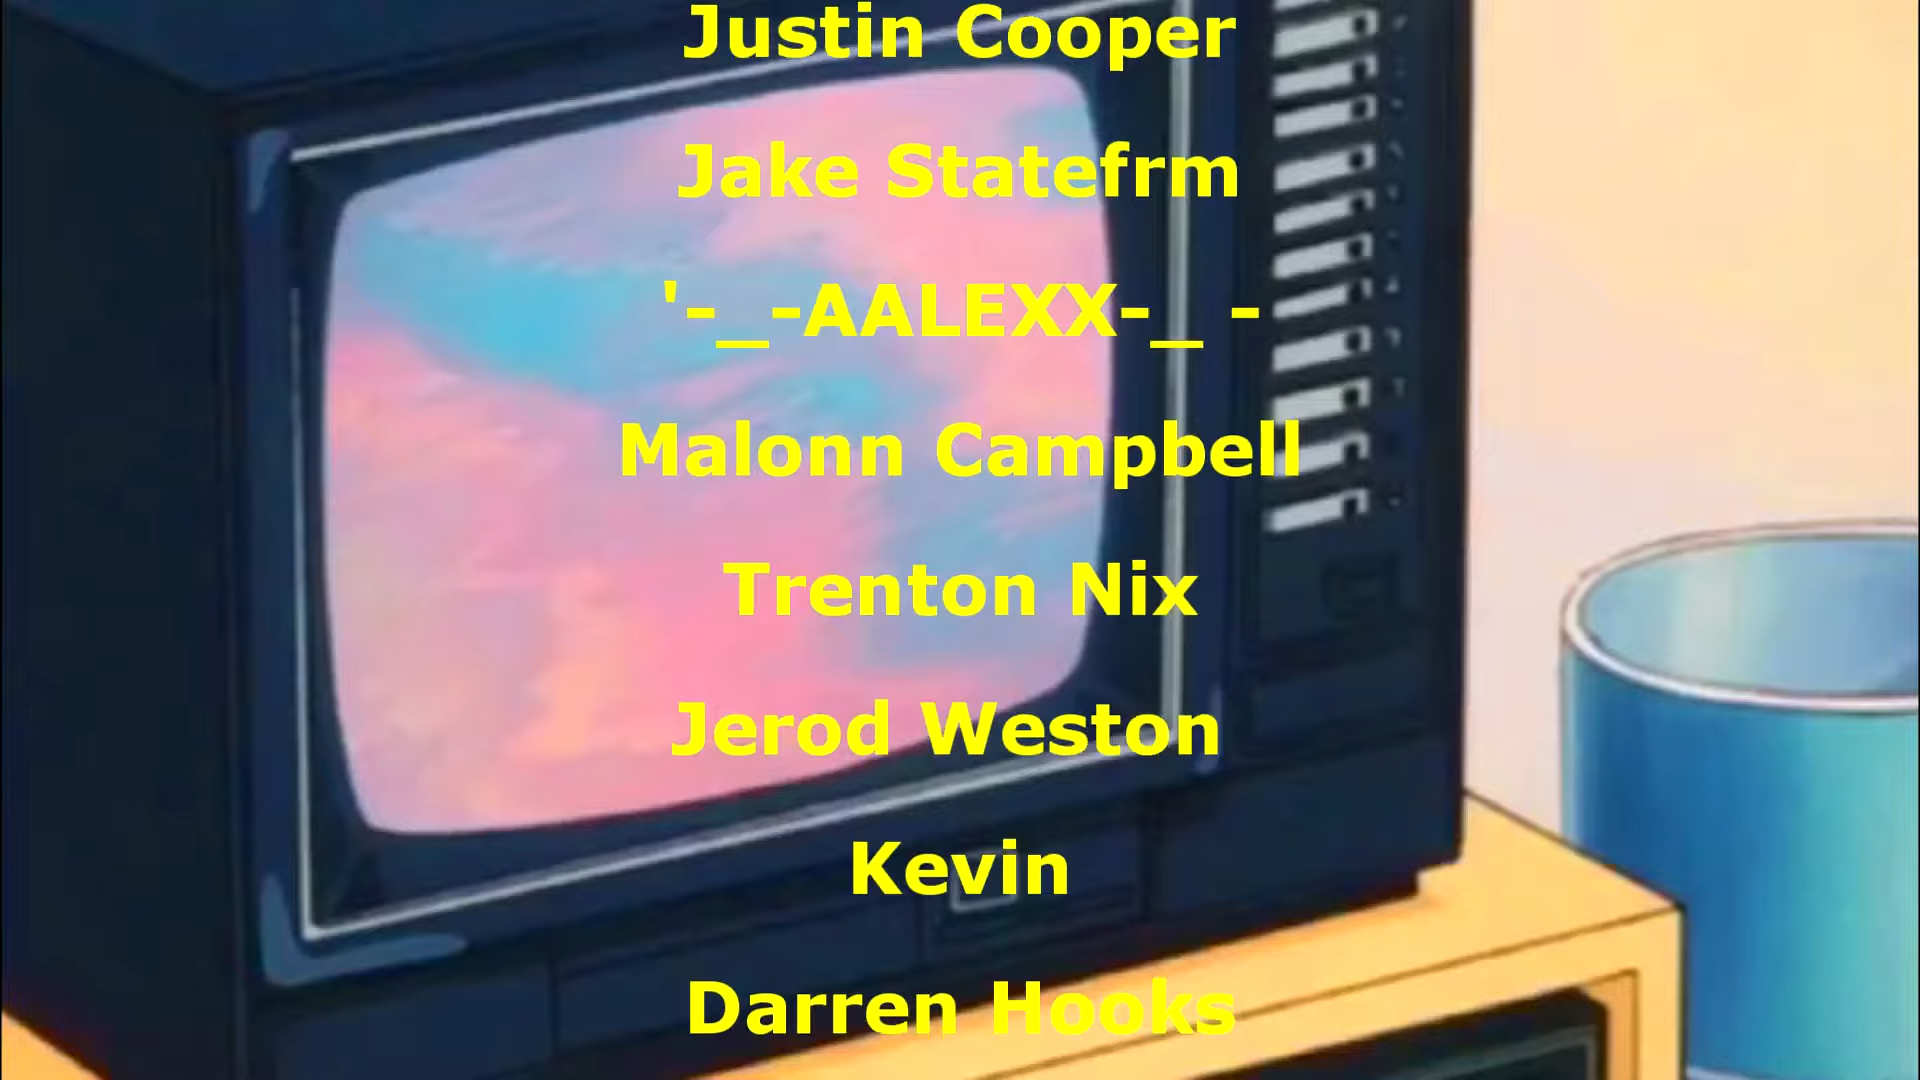 Justin Cooper
Jake Statefrm
'-_-AALEXX-_ -
Malonn Campbell
Trenton Nix
Jerod Weston
Kevin
Darren Hooks